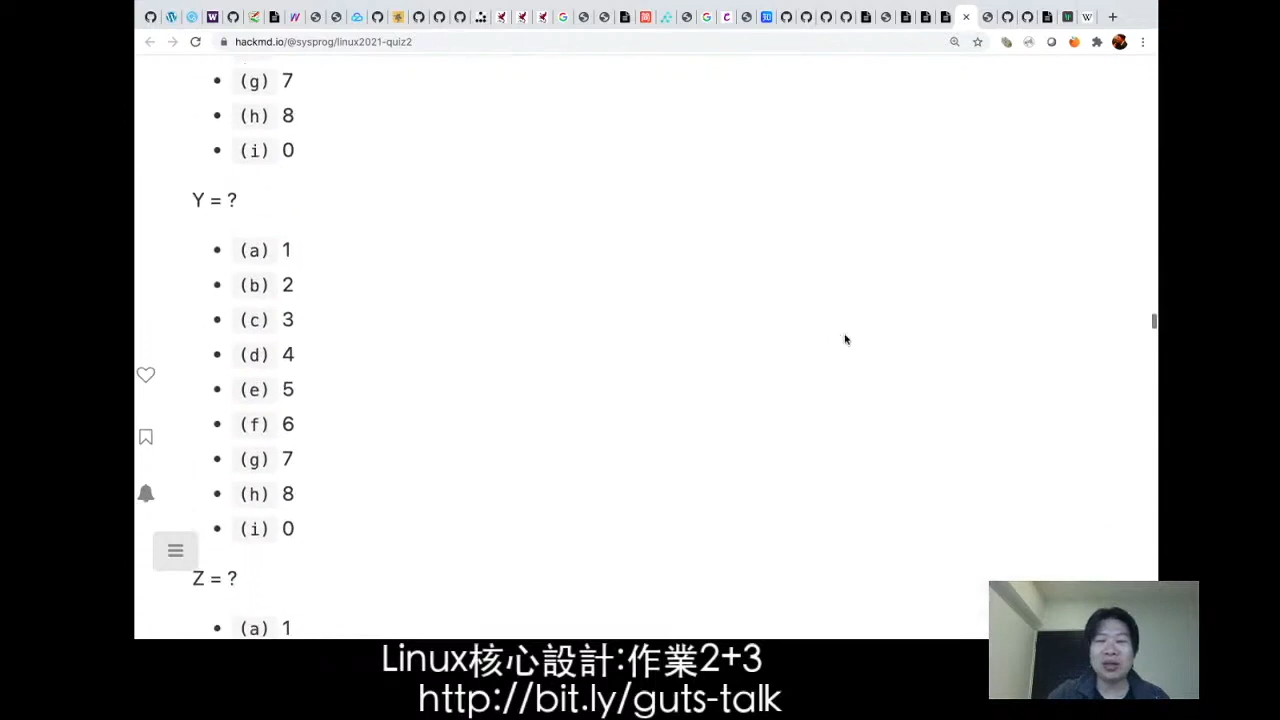 hackmd.io/@sysprog/linux2021-quiz2
(g) 7
(h) 8
(i) 0
Y = ?
(a) 1
(b) 2
(c) 3
(d) 4
(e) 5
(f) 6
(g) 7
(h) 8
(i) 0
Z = ?
(a) 1
Linux核心設計:作業2+3
http://bit.ly/guts-talk